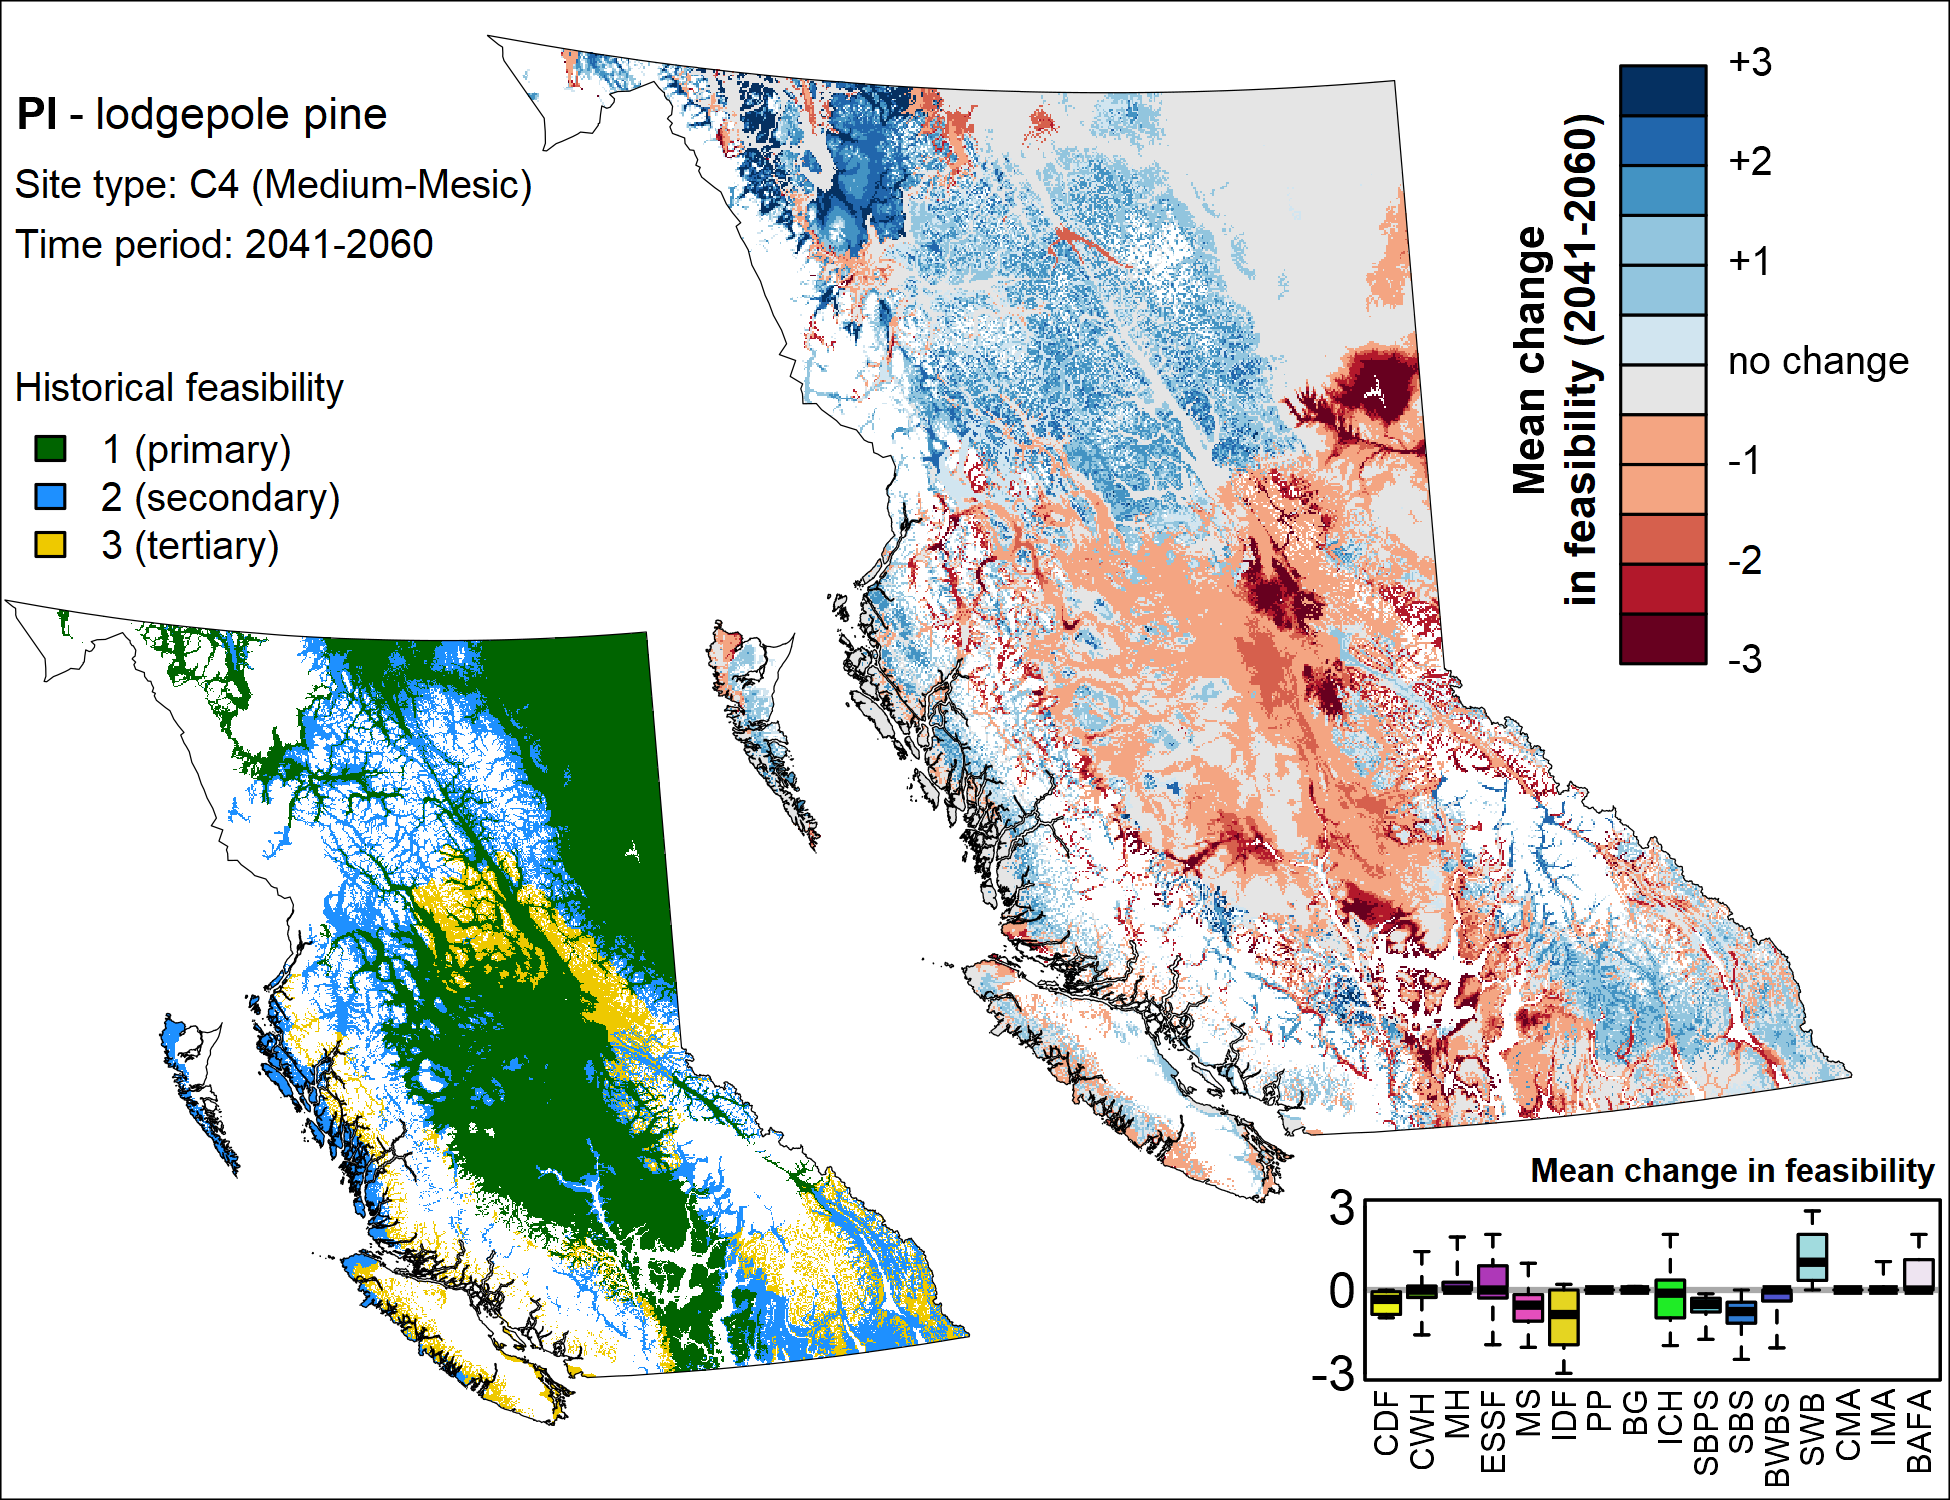 Pl - lodgepole pine
Site type: C4 (Medium-Mesic)
Time period: 2041-2060
Historical feasibility
1 (primary)
2 (secondary)
3 (tertiary)
Mean change
in feasibility (2041-2060)
+3
+2
+1
no change
-1
-2
-3
Mean change in feasibility
3
0
-3
CDF
CWH
MH
ESSF
MS
IDF
PP
BG
ICH
SBPS
SBS
BWBS
SWB
CMA
IMA
BAFA